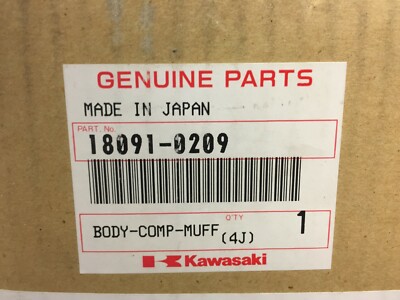 GENUINE PARTS
MADE IN JAPAN
PART. No.
18091-0209
BODY-COMP-MUFF(4J)
Q'TY
1
Kawasaki